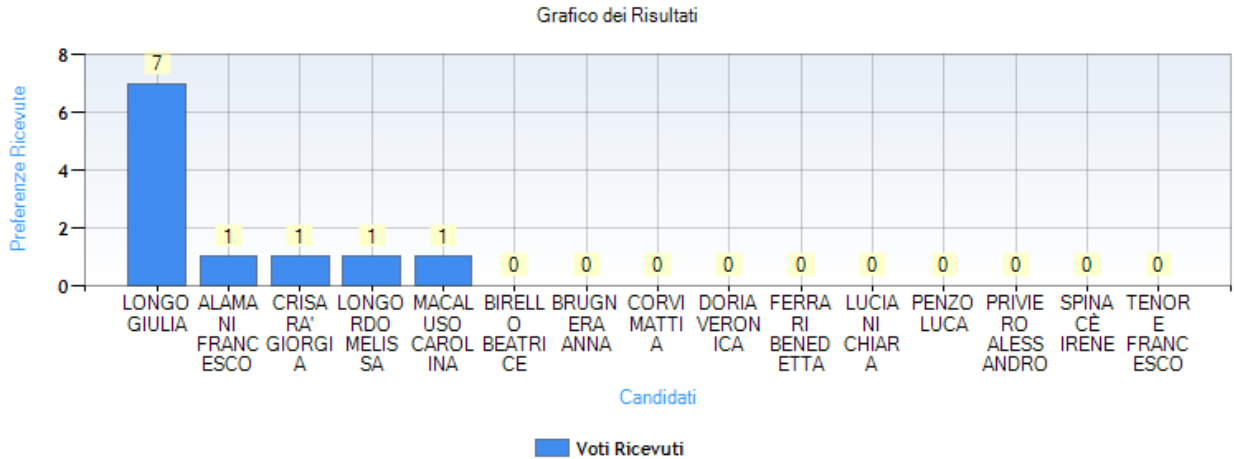 Grafico dei Risultati
Preferenze Ricevute
8
6
4
2
0
7
1
1
1
1
0
0
0
0
0
0
0
0
0
0
LONGO
GIULIA
ALAMA
NI
FRANC
ESCO
CRISA
RA'
GIORGI
A
LONGO
RDO
MELIS
SA
MACAL
USO
CAROL
INA
BIRELL
O
BEATRI
CE
BRUGN
ERA
ANNA
CORVI
MATTI
A
DORIA
VERON
ICA
FERRA
RI
BENED
ETTA
LUCIA
NI
CHIAR
A
PENZO
LUCA
PRIVIE
RO
ALESS
ANDRO
SPINA
CÈ
IRENE
TENOR
E
FRANC
ESCO
Candidati
Voti Ricevuti